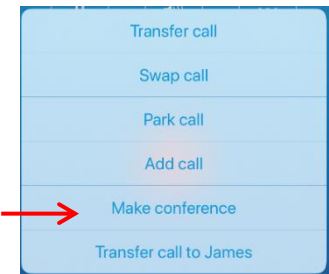 Transfer call
Swap call
Park call
Add call
Make conference
Transfer call to James